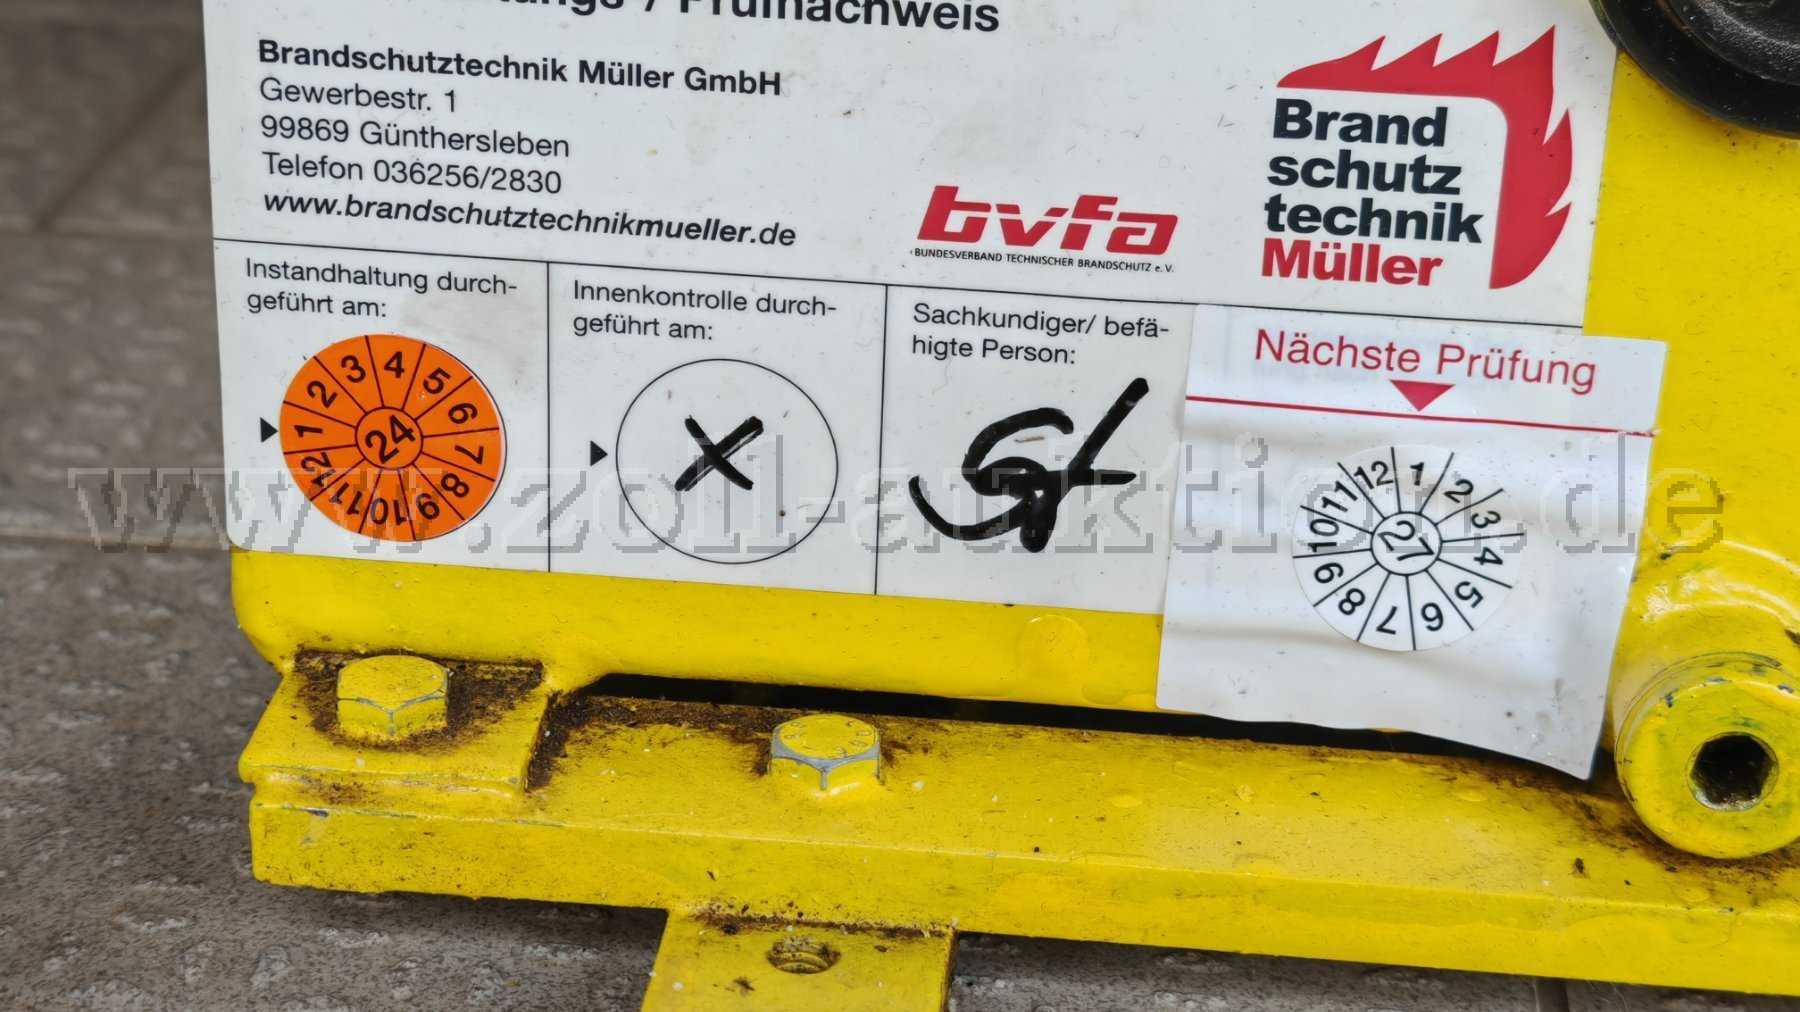 / Prüfnachweis
Brandschutztechnik Müller GmbH
Gewerbestr. 1
99869 Günthersleben
Telefon 036256/2830
www.brandschutztechnikmueller.de
bvfa
BUNDESVERBAND TECHNISCHER BRANDSCHUTZ e.V.
Brand
schutz
technik
Müller
Instandhaltung durch-
geführt am:
1 2 3 4 5 6 7 8 9 10 11 12
24
Innenkontrolle durch-
geführt am:
X
Sachkundiger/ befä-
higte Person:
Nächste Prüfung
1 2 3 4 5 6 7 8 9 10 11 12
27
www.zoll-auktion.de